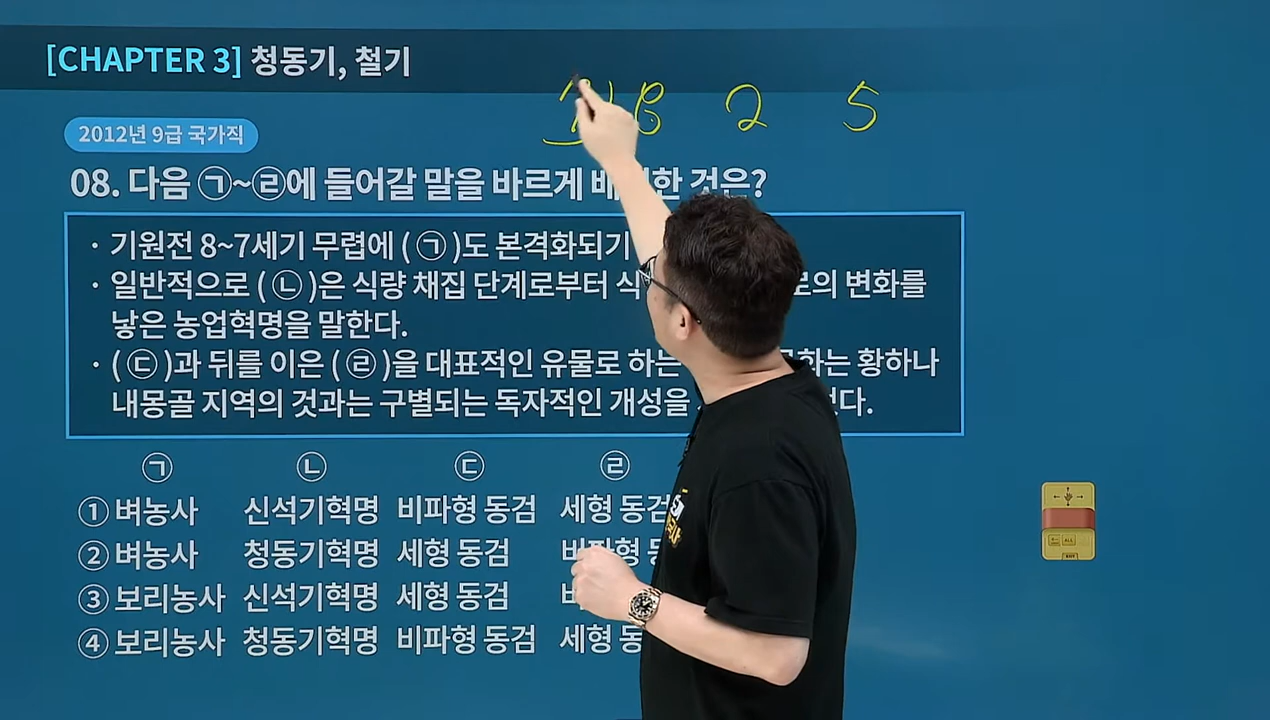 [CHAPTER 3] 청동기, 철기
B 2 5
2012년 9급 국가직
08. 다음 ㉠~㉣에 들어갈 말을 바르게 것은?
· 기원전 8~7세기 무렵에 ( ㉠ )도 본격화되기
· 일반적으로 ( ㉡ )은 식량 채집 단계로부터 변화를
낳은 농업혁명을 말한다.
· ( ㉢ )과 뒤를 이은 ( ㉣ )을 대표적인 유물로 하는 황하나
내몽골 지역의 것과는 구별되는 독자적인 개성을
㉠ ㉡ ㉢ ㉣
① 벼농사 신석기혁명 비파형 동검 세형 동검
② 벼농사 청동기혁명 세형 동검
③ 보리농사 신석기혁명 세형 동검
④ 보리농사 청동기혁명 비파형 동검 세형